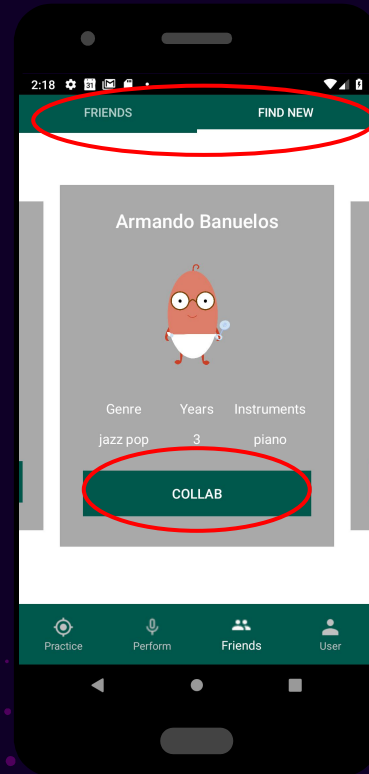 2:18
FRIENDS FIND NEW
Armando Banuelos
Genre Years Instruments
jazz pop 3 piano
COLLAB
Practice Perform Friends User